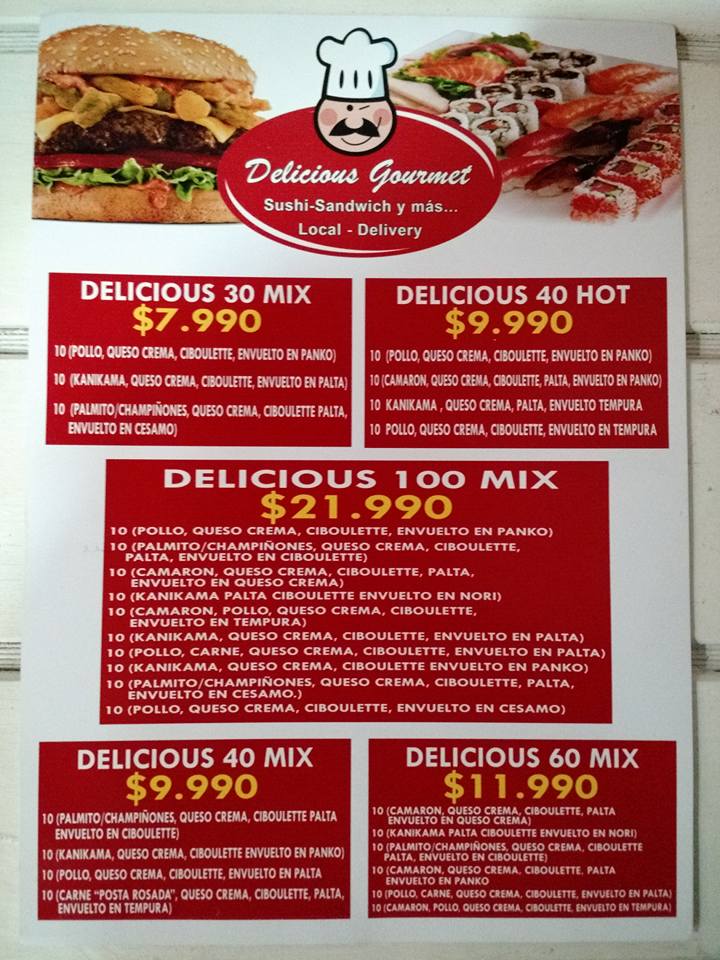 Delicious Gourmet
Sushi-Sandwich y más...
Local - Delivery
DELICIOUS 30 MIX
$7.990
10 (POLLO, QUESO CREMA, CIBOULETTE, ENVUELTO EN PANKO)
10 (KANIKAMA, QUESO CREMA, CIBOULETTE, ENVUELTO EN PALTA)
10 (PALMITO/CHAMPIÑONES, QUESO CREMA, CIBOULETTE PALTA,
ENVUELTO EN CESAMO)
DELICIOUS 40 HOT
$9.990
10 (POLLO, QUESO CREMA, CIBOULETTE, ENVUELTO EN PANKO)
10 (CAMARON, QUESO CREMA, CIBOULETTE, PALTA, ENVUELTO EN PANKO)
10 KANIKAMA , QUESO CREMA, PALTA, ENVUELTO TEMPURA
10 POLLO, QUESO CREMA, CIBOULETTE, ENVUELTO EN TEMPURA
DELICIOUS 100 MIX
$21.990
10 (POLLO, QUESO CREMA, CIBOULETTE, ENVUELTO EN PANKO)
10 (PALMITO/CHAMPIÑONES, QUESO CREMA, CIBOULETTE,
PALTA, ENVUELTO EN CIBOULETTE)
10 (CAMARON, QUESO CREMA, CIBOULETTE, PALTA,
ENVUELTO EN QUESO CREMA)
10 (KANIKAMA PALTA CIBOULETTE ENVUELTO EN NORI)
10 (CAMARON, POLLO, QUESO CREMA, CIBOULETTE,
ENVUELTO EN TEMPURA)
10 (KANIKAMA, QUESO CREMA, CIBOULETTE, ENVUELTO EN PALTA)
10 (POLLO, CARNE, QUESO CREMA, CIBOULETTE, ENVUELTO EN PALTA)
10 (KANIKAMA, QUESO CREMA, CIBOULETTE ENVUELTO EN PANKO)
10 (PALMITO/CHAMPIÑONES, QUESO CREMA, CIBOULETTE, PALTA,
ENVUELTO EN CESAMO.)
10 (POLLO, QUESO CREMA, CIBOULETTE, ENVUELTO EN CESAMO)
DELICIOUS 40 MIX
$9.990
10 (PALMITO/CHAMPIÑONES, QUESO CREMA, CIBOULETTE PALTA
ENVUELTO EN CIBOULETTE)
10 (KANIKAMA, QUESO CREMA, CIBOULETTE ENVUELTO EN PANKO)
10 (POLLO, QUESO CREMA, CIBOULETTE, ENVUELTO EN PALTA
10 (CARNE “POSTA ROSADA”, QUESO CREMA, CIBOULETTE, PALTA,
ENVUELTO EN TEMPURA)
DELICIOUS 60 MIX
$11.990
10 (CAMARON, QUESO CREMA, CIBOULETTE, PALTA
ENVUELTO EN QUESO CREMA)
10 (KANIKAMA PALTA CIBOULETTE ENVUELTO EN NORI)
10 (PALMITO/CHAMPIÑONES, QUESO CREMA, CIBOULETTE
PALTA, ENVUELTO EN CIBOULETTE)
10 (CAMARON, QUESO CREMA, CIBOULETTE, PALTA
ENVUELTO EN PANKO
10 (POLLO, CARNE, QUESO CREMA, CIBOULETTE, ENVUELTO EN PALTA)
10 (CAMARON, POLLO, QUESO CREMA, CIBOULETTE, ENVUELTO EN TEMPURA)